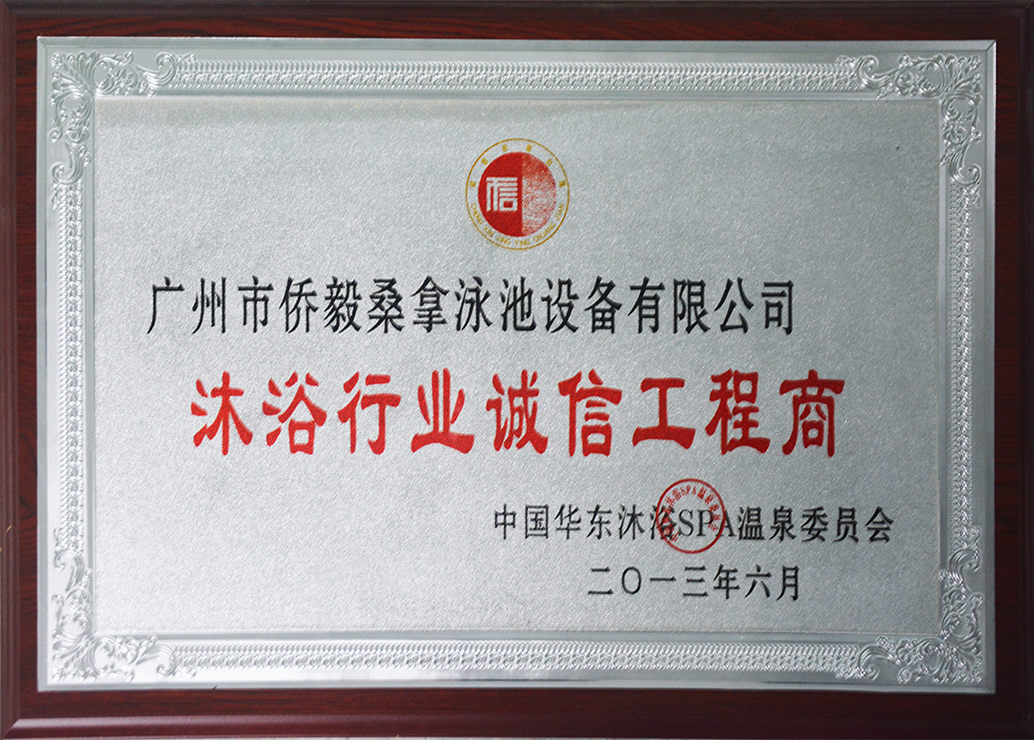 信
广州市侨毅桑拿泳池设备有限公司
沐浴行业诚信工程商
中国华东沐浴SPA温泉委员会
二〇一三年六月